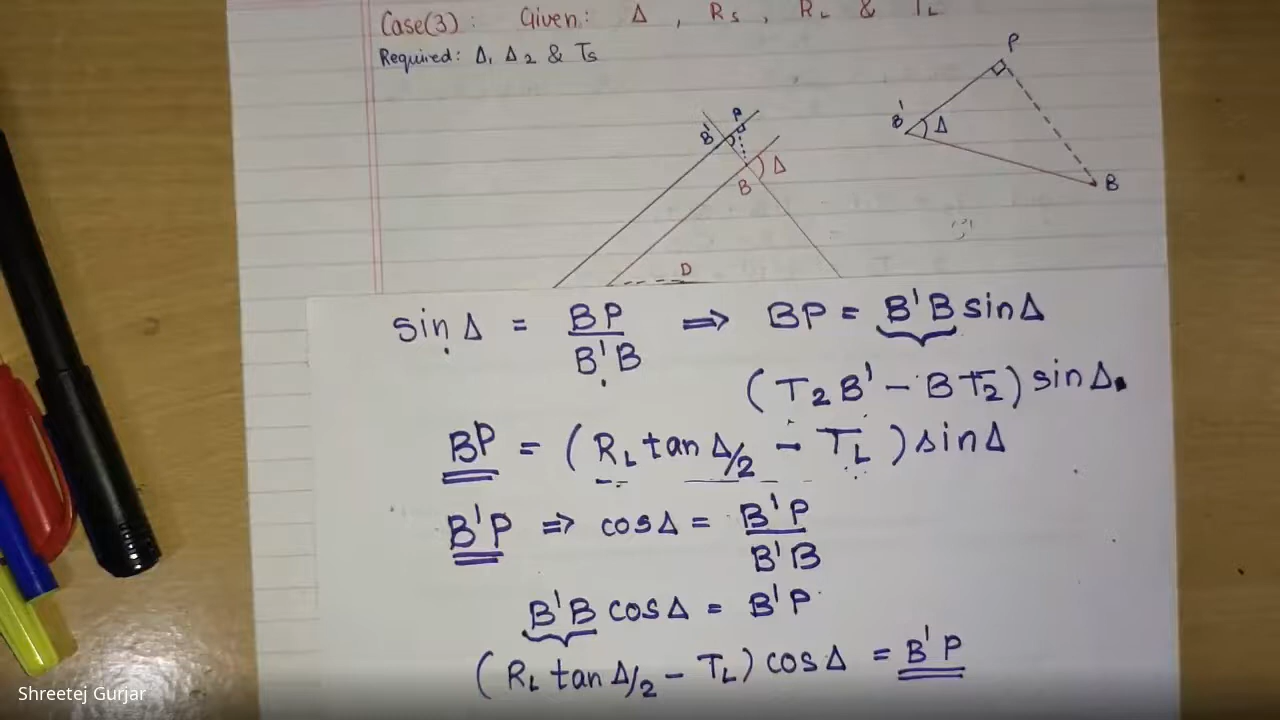 Case(3): Given: Δ, Rs, RL & TL
Required: Δ1 Δ2 & Ts
P
B'
Δ
B
P
B'
Δ
B
D
sin Δ = BP / B'B ⇒ BP = B'B sin Δ
(T2B' - BT2) sin Δ.
BP = (RL tan Δ/2 - TL) sin Δ
B'P ⇒ cos Δ = B'P / B'B
B'B cos Δ = B'P
(RL tan Δ/2 - TL) cos Δ = B'P
Shreetej Gurjar